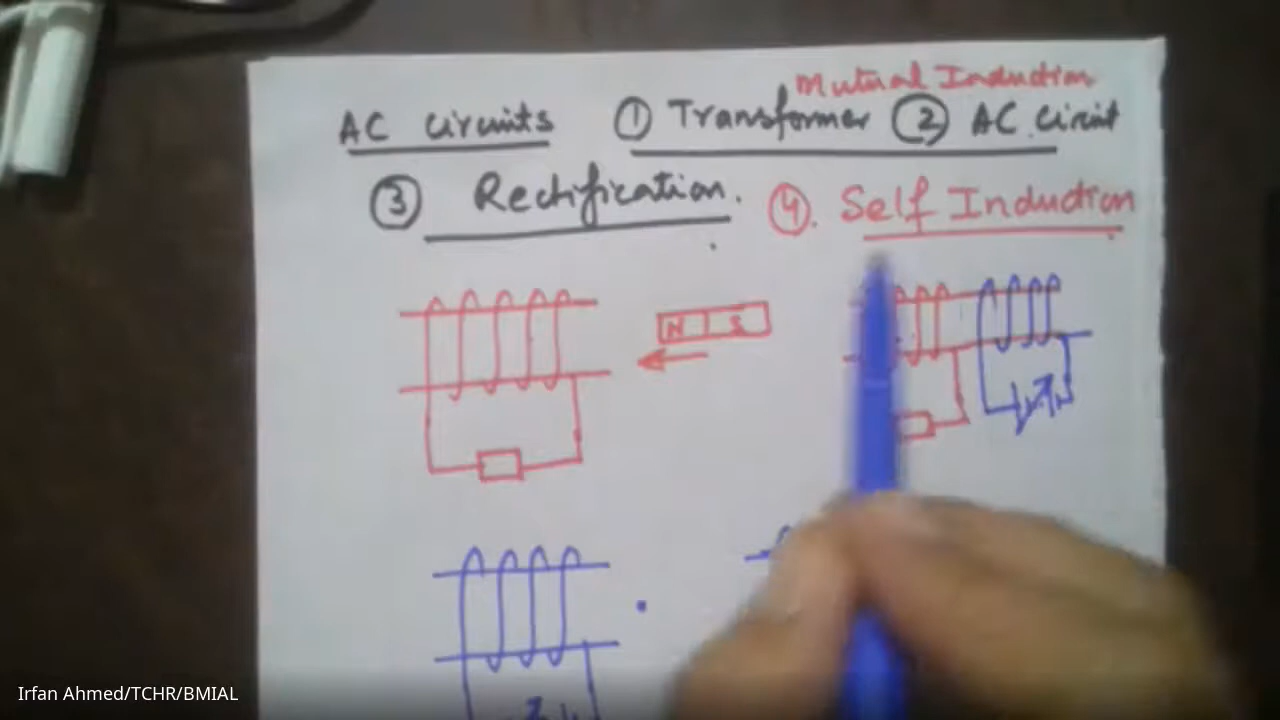 Mutual Induction
AC Circuits ① Transformer ② AC Circuit
③ Rectification. ④. Self Induction
N S
Irfan Ahmed/TCHR/BMIAL